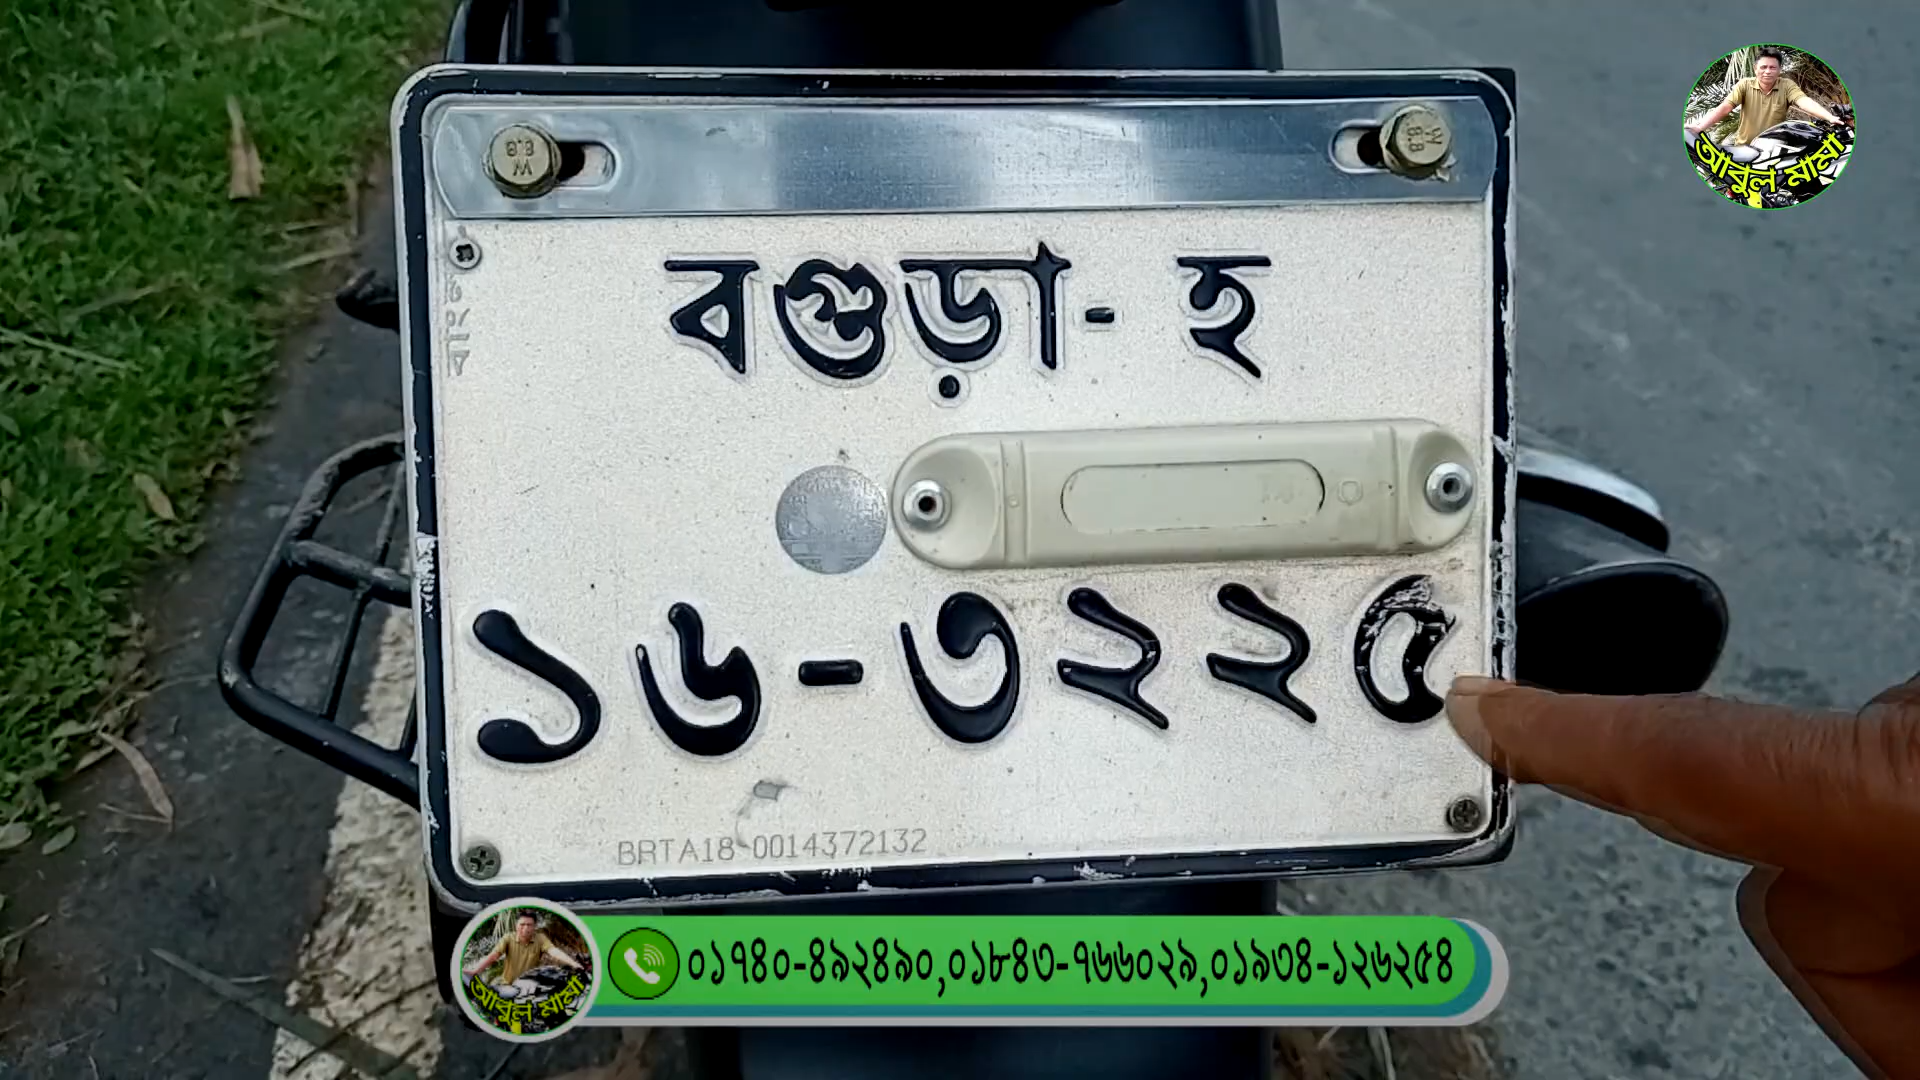 আবুল মামা
বগুড়া- হ
১৬-৩২২৫
BRTA18-0014372132
আবুল মামা
০১৭৪০-৪৯২৪৯০,০১৮৪৩-৭৬৬০২৯,০১৯৩৪-১২৬২৫৪